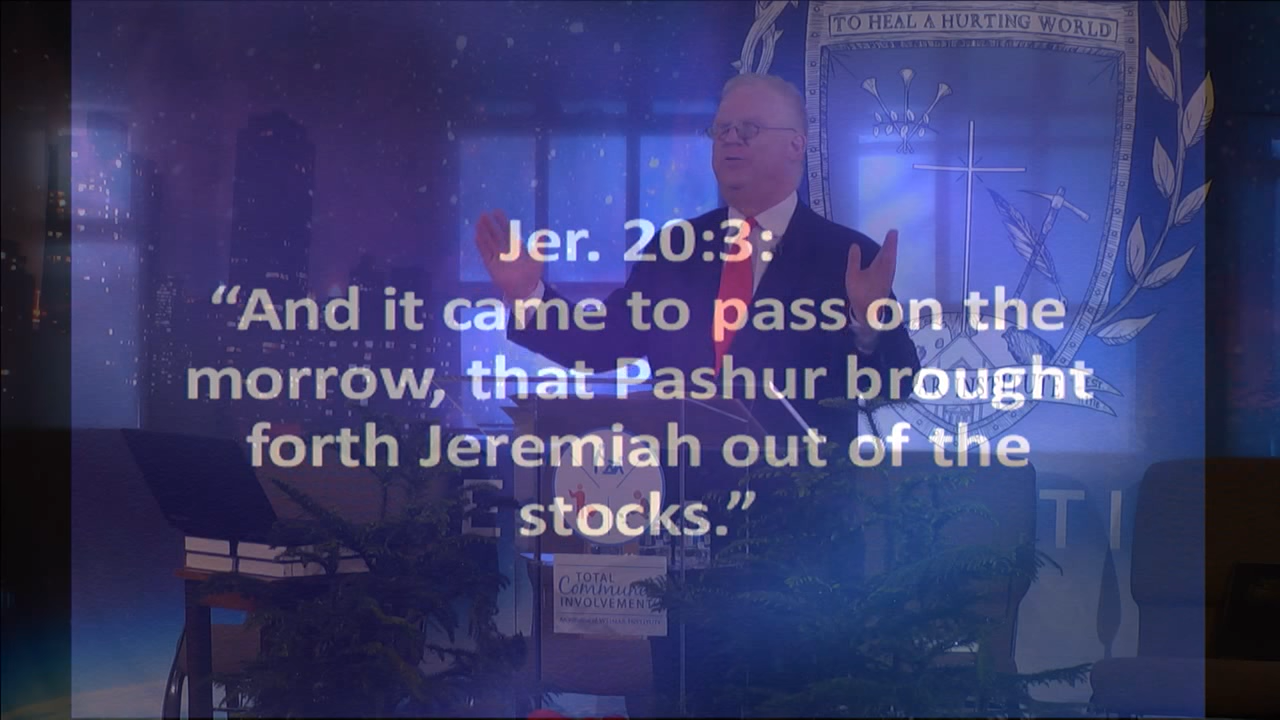 TO HEAL A HURTING WORLD
Jer. 20:3:
“And it came to pass on the
morrow, that Pashur brought
forth Jeremiah out of the
stocks.”
TOTAL
INVOLVEMENT
T I